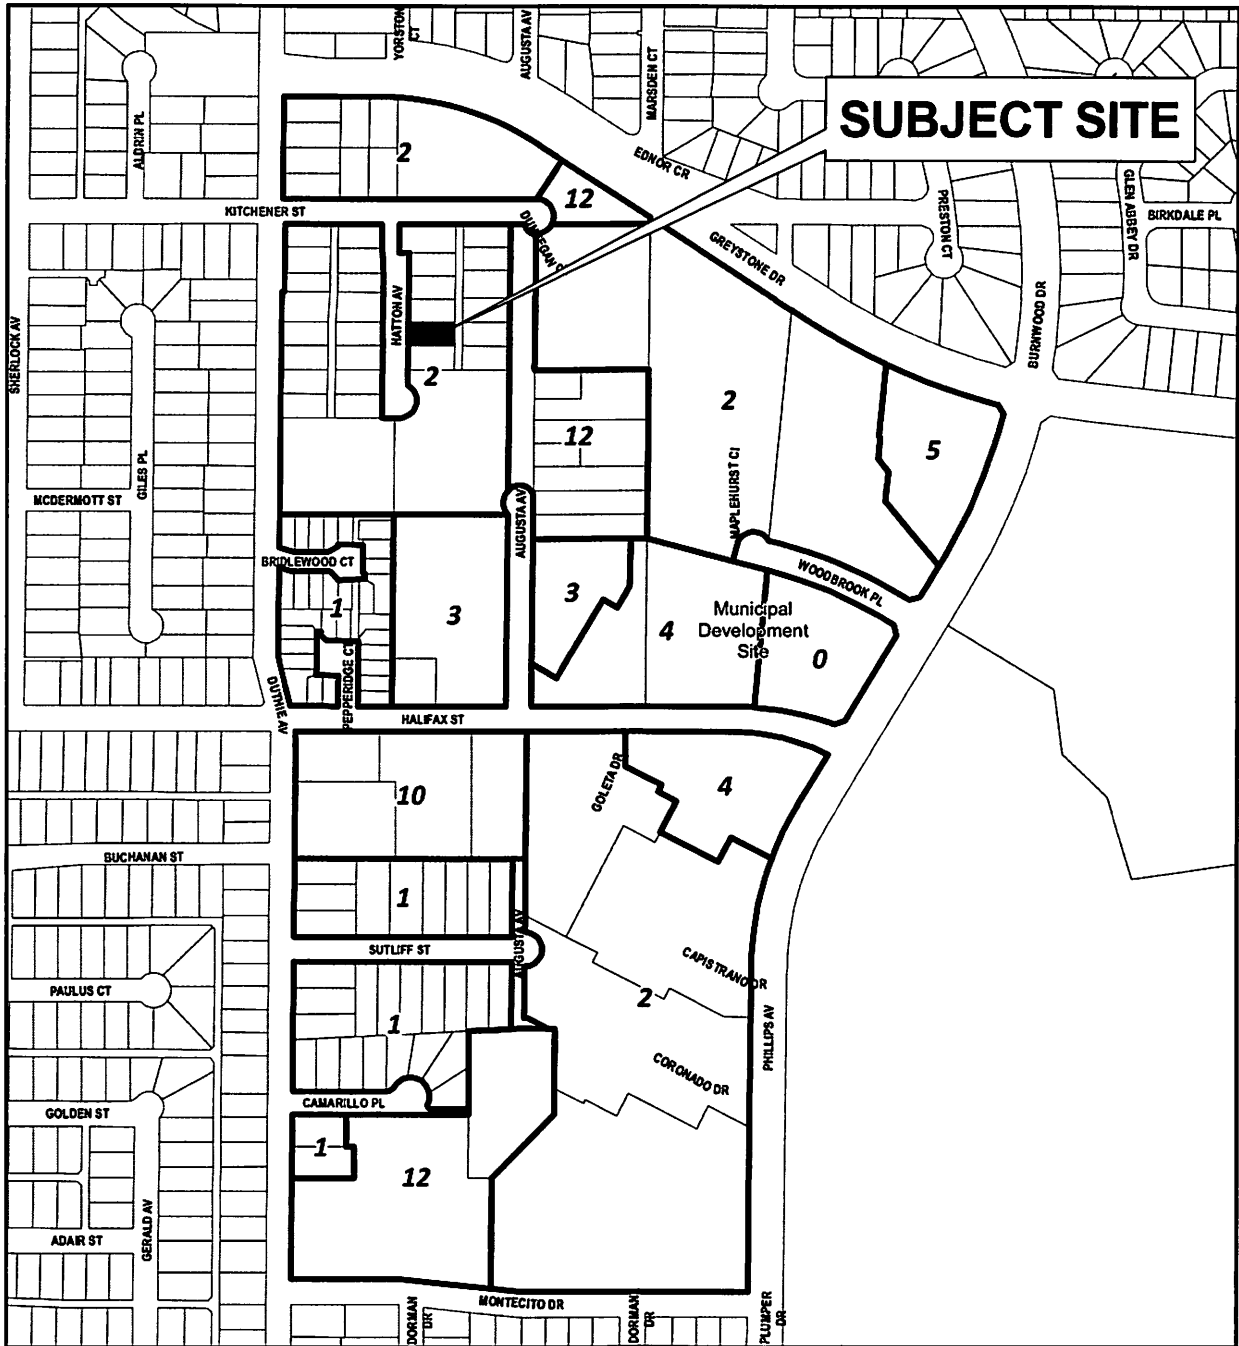 YORSTON CT
AUGUSTA AV
MARSDEN CT
ALDRIN PL
SUBJECT SITE
EDNOR CR
2
12
KITCHENER ST
PRESTON CT
GLEN ABBEY DR
BIRKDALE PL
GREYSTONE DR
HATTON AV
SHERLOCK AV
BURNWOOD DR
2
2
12
5
MCDERMOTT ST
GILES PL
AUGUSTA AV
MAPLEHURST CI
BRIDLEWOOD CT
WOODBROOK PL
1
3
3
4
Municipal
Development
Site
0
PEPPERIDGE CT
DUTHIE AV
HALIFAX ST
GOLETA DR
10
4
BUCHANAN ST
1
AUGUSTA AV
SUTLIFF ST
CAPISTRANO DR
PAULUS CT
2
1
PHILLIPS AV
CORONADO DR
CAMARILLO PL
GOLDEN ST
1
12
GERALD AV
ADAIR ST
MONTECITO DR
DORMAN DR
DORMAN DR
PLUMPER DR